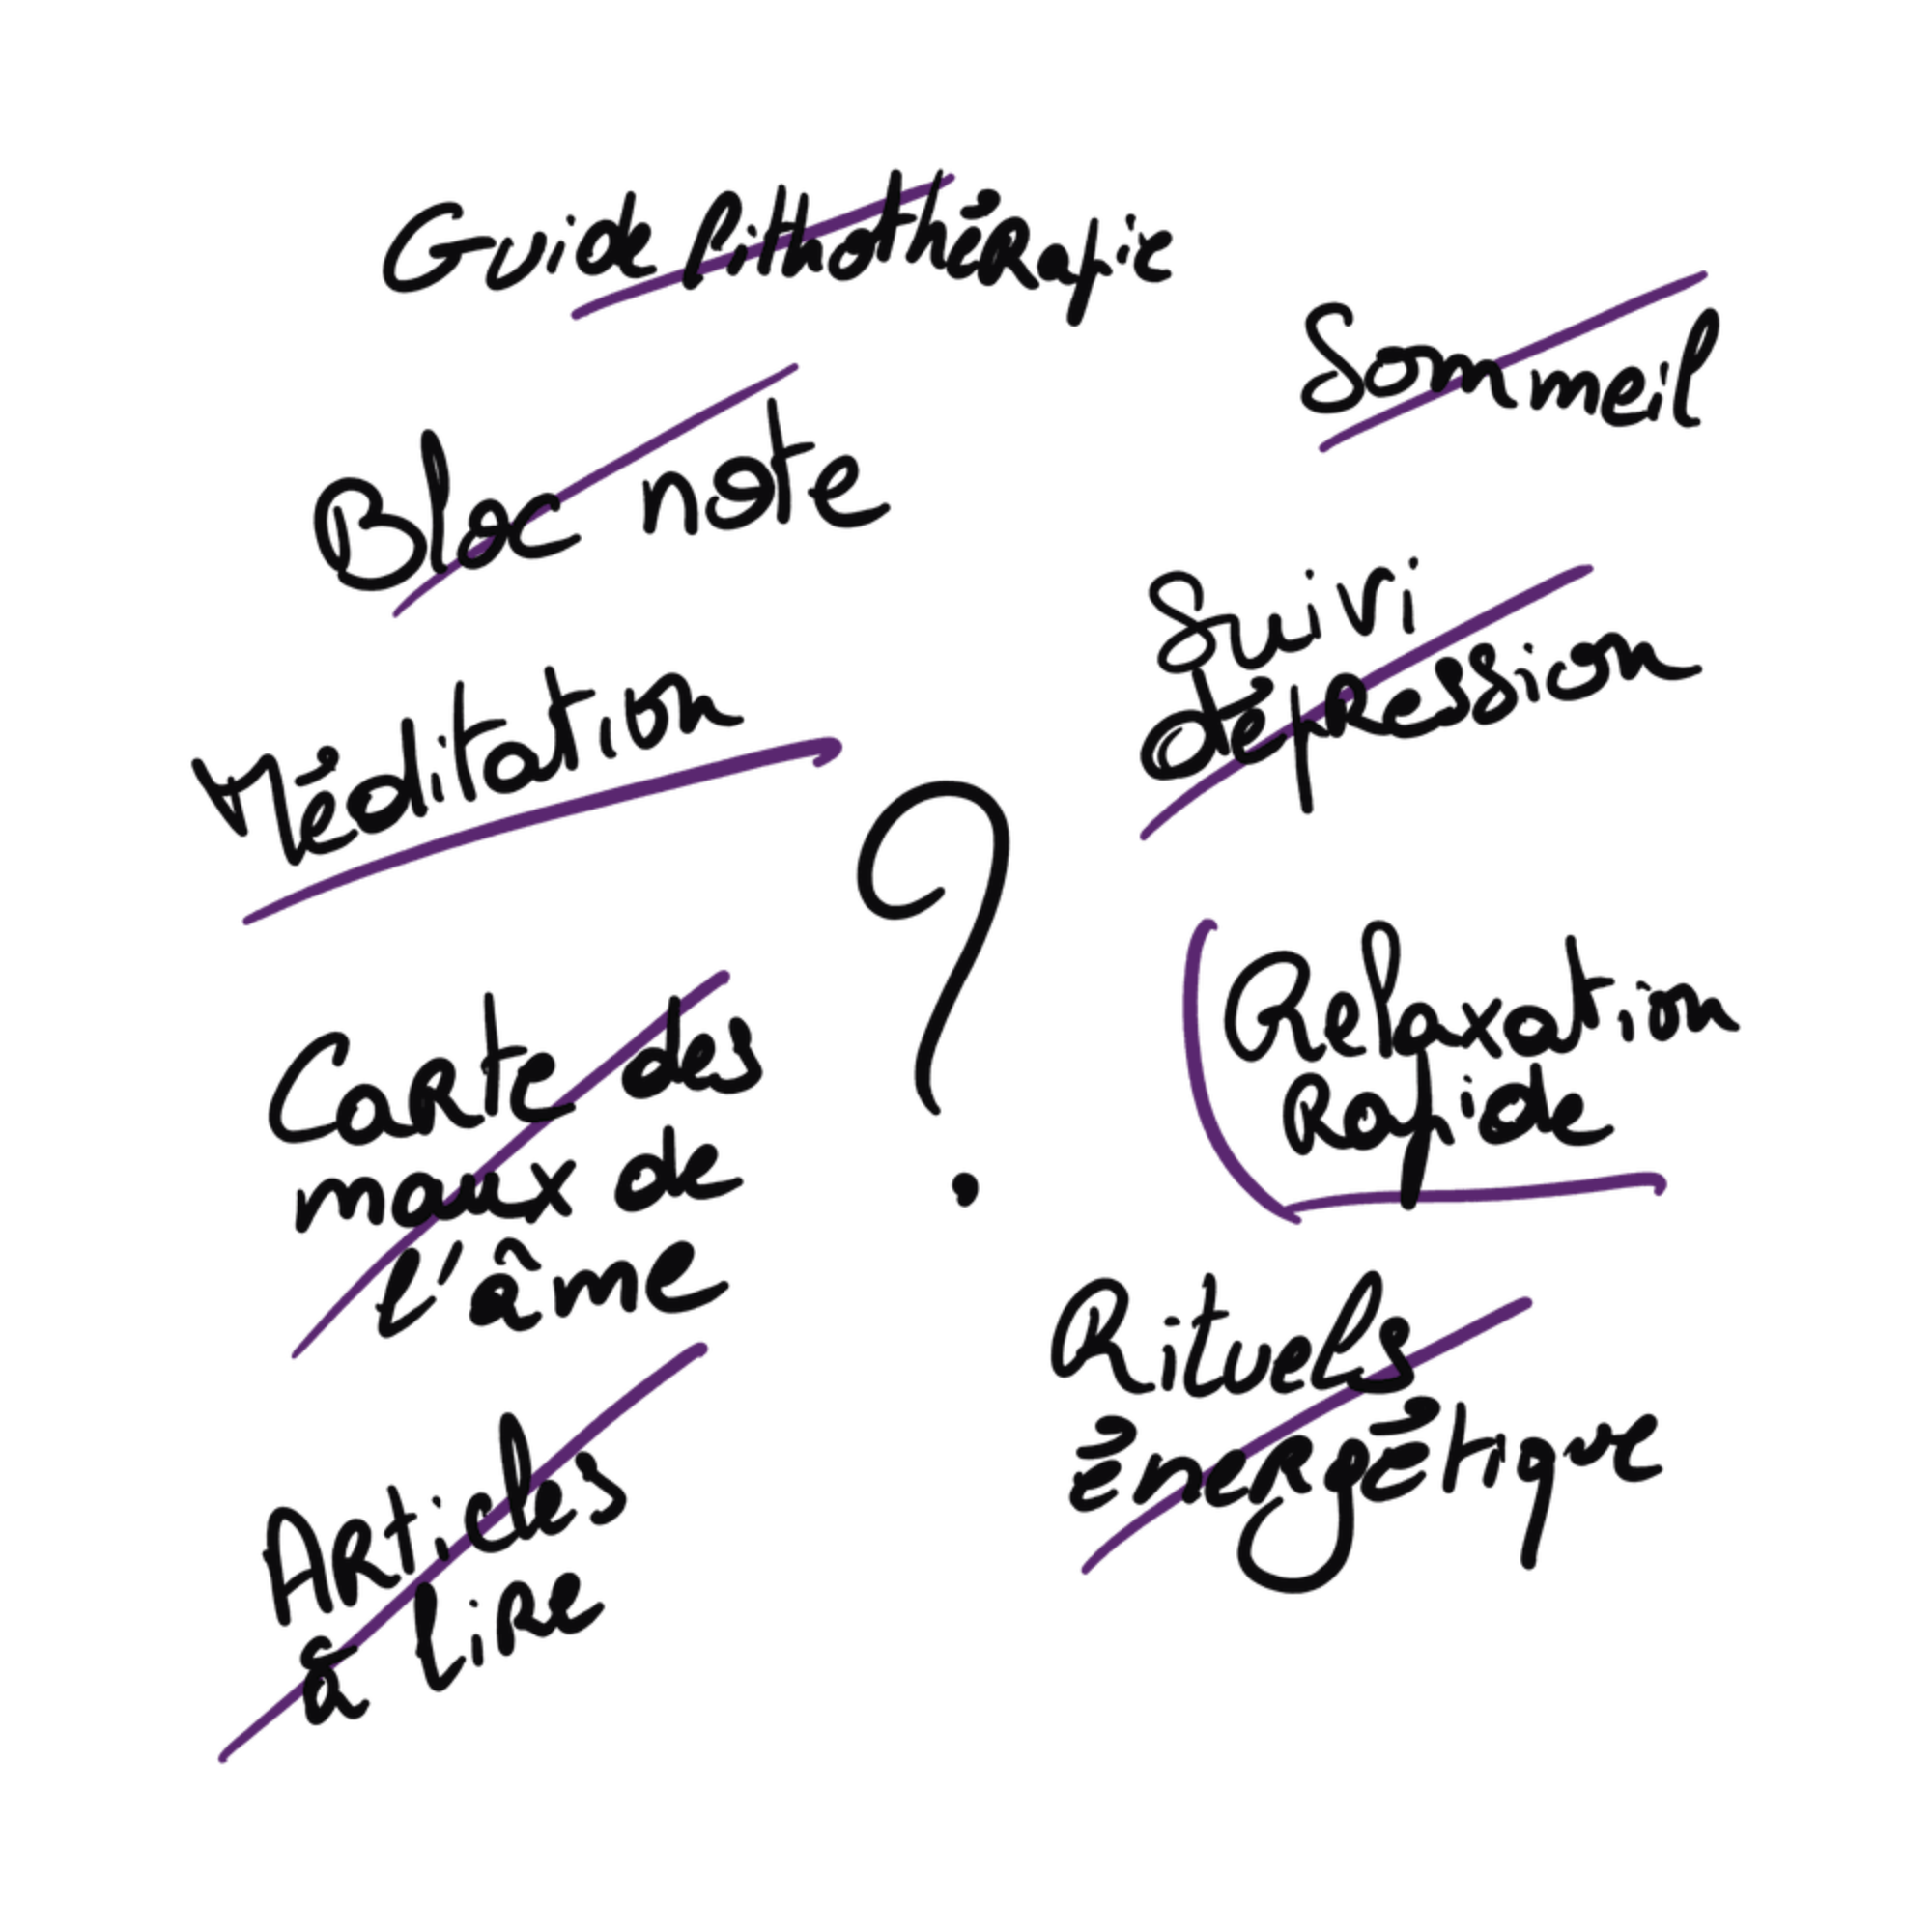 Guide lithothérapie
Sommeil
Bloc note
Suivi
dépression
Méditation
?
Relaxation
Rapide
Carte des
maux de
l'âme
Rituels
énergétique
Articles
à lire